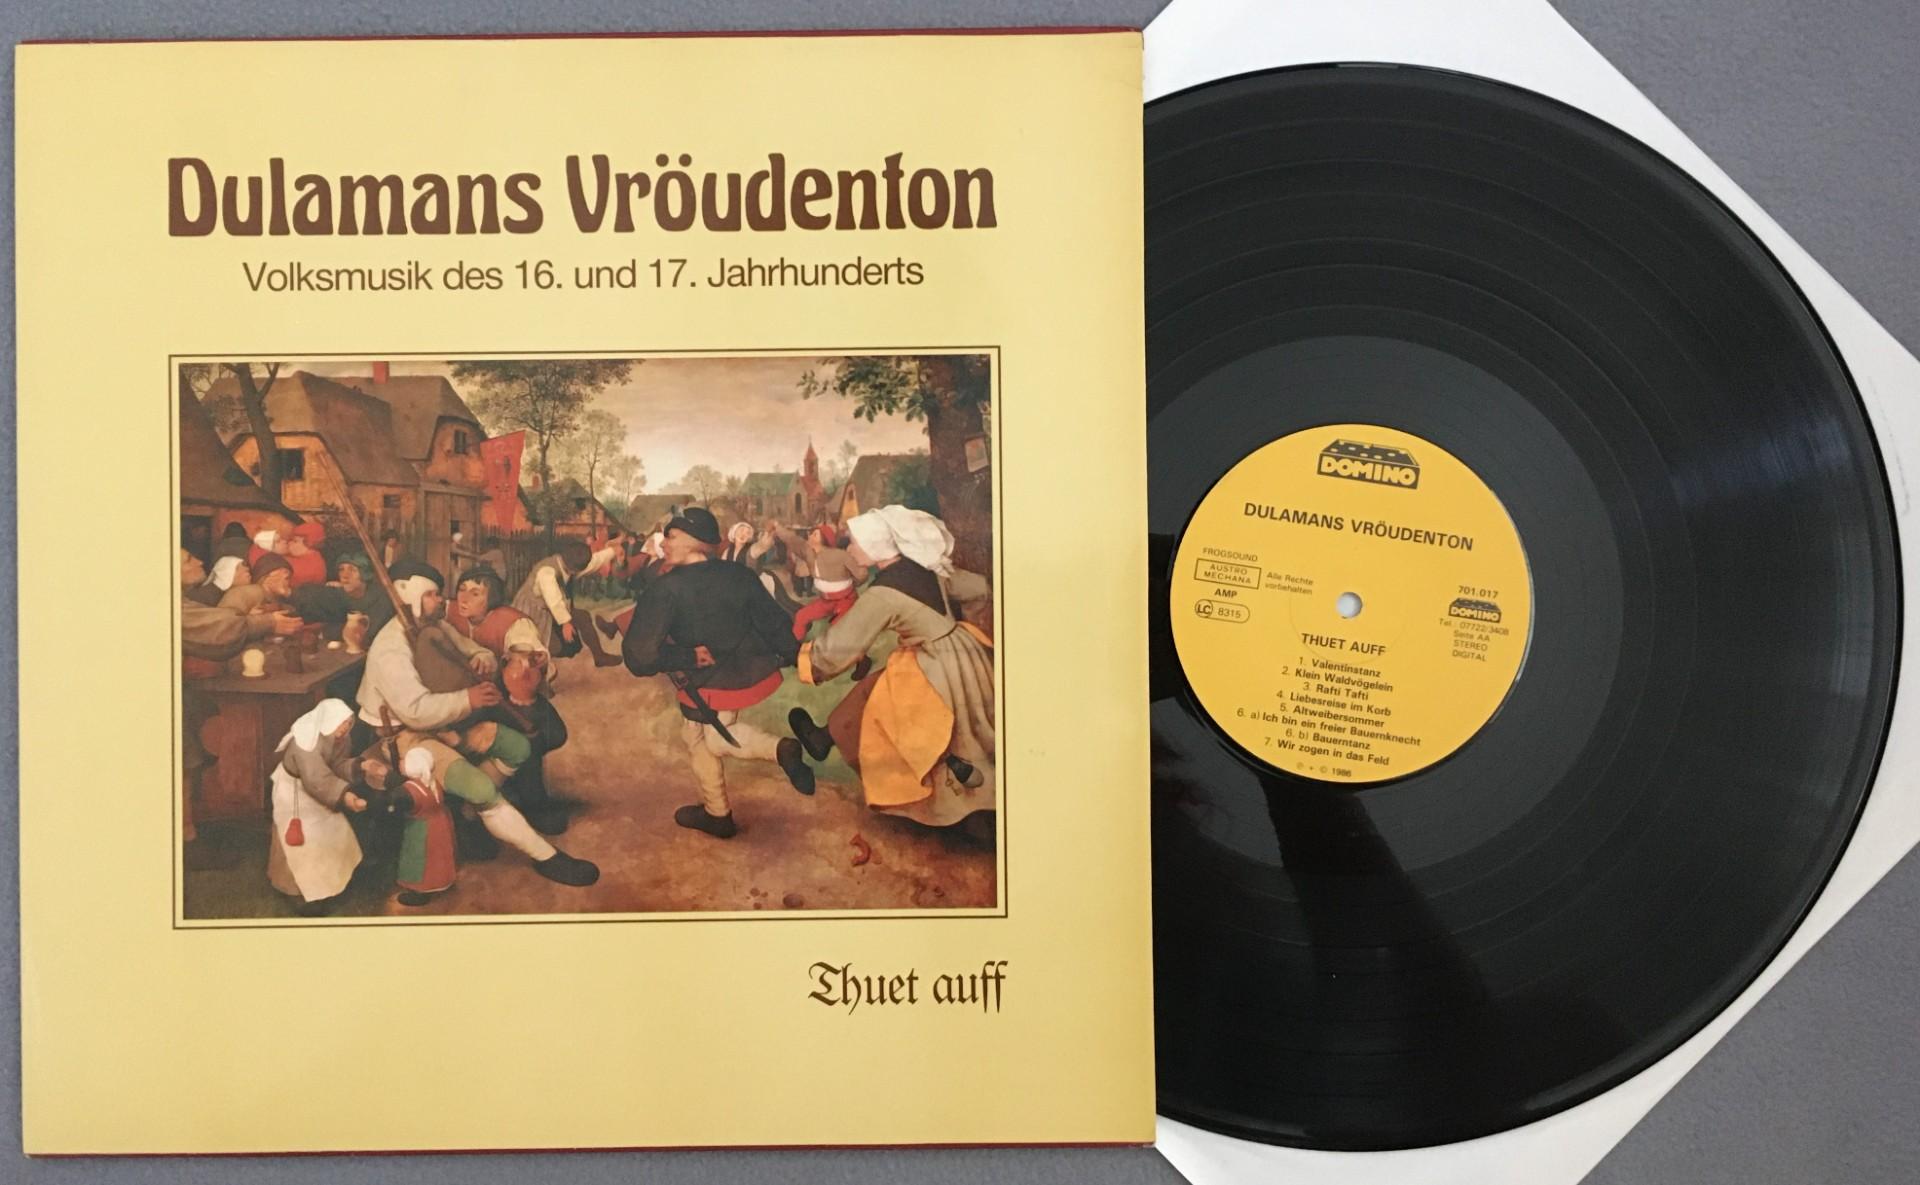 Dulamans Vröudenton
Volksmusik des 16. und 17. Jahrhunderts
Thuet auff
DOMINO
DULAMANS VRÖUDENTON
FROGSOUND
AUSTRO
MECHANA
Alle Rechte
vorbehalten
AMP
LC 8315
701.017
DOMINO
Tel.: 07722/3408
Seite AA
STEREO
DIGITAL
THUET AUFF
1. Valentinstanz
2. Klein Waldvögelein
3. Rafti Tafti
4. Liebesreise im Korb
5. Altweibersommer
6. a) Ich bin ein freier Bauernknecht
6. b) Bauerntanz
7. Wir zogen in das Feld
℗ + © 1986